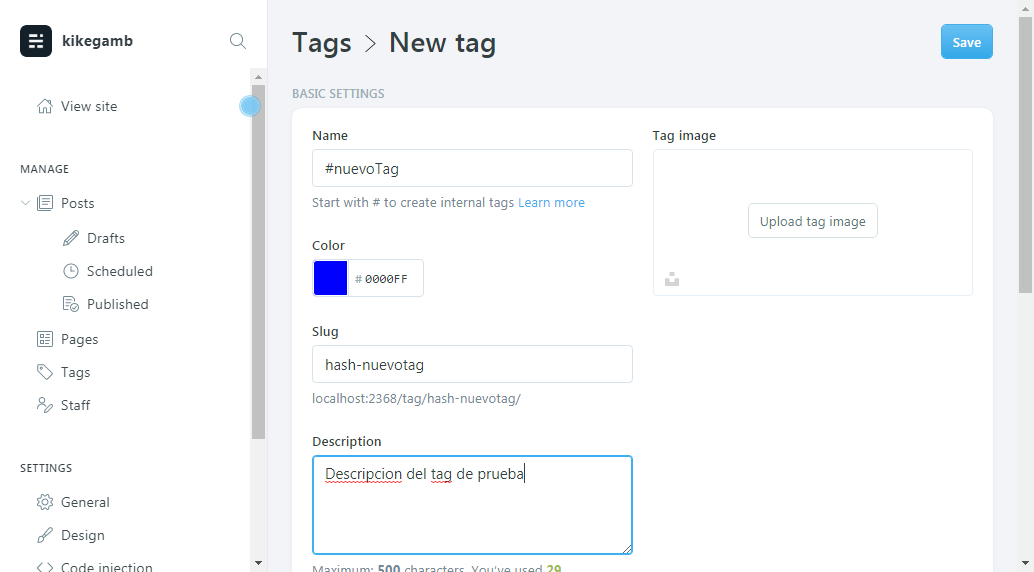 kikegamb
View site
MANAGE
Posts
Drafts
Scheduled
Published
Pages
Tags
Staff
SETTINGS
General
Design
Code injection
Tags > New tag
Save
BASIC SETTINGS
Name
#nuevoTag
Start with # to create internal tags Learn more
Color
# 0000FF
Slug
hash-nuevotag
localhost:2368/tag/hash-nuevotag/
Description
Descripcion del tag de prueba
Maximum: 500 characters. You've used 29
Tag image
Upload tag image